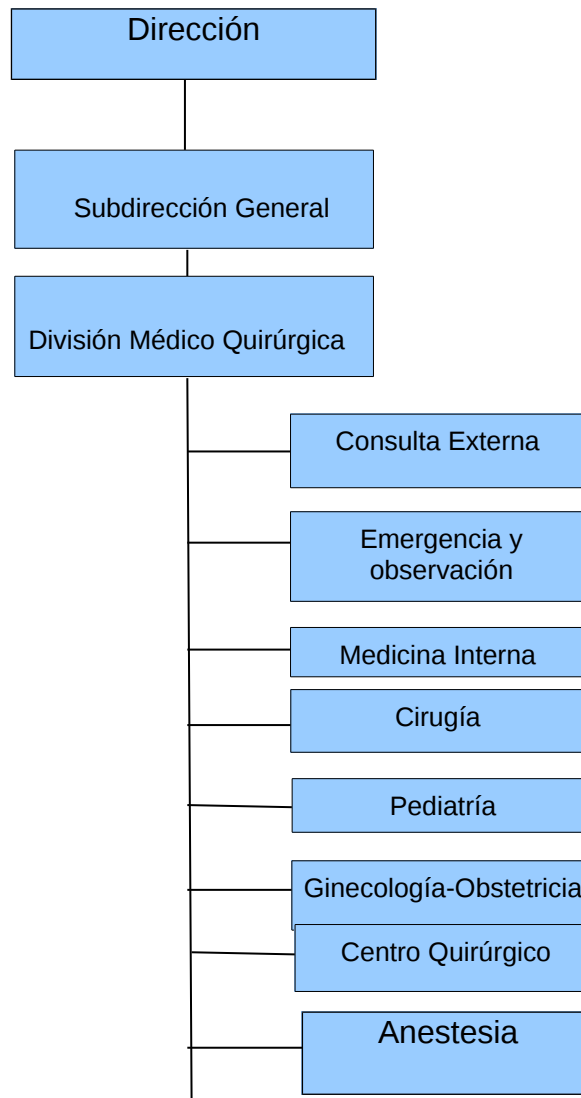 Dirección
Subdirección General
División Médico Quirúrgica
Consulta Externa
Emergencia y
observación
Medicina Interna
Cirugía
Pediatría
Ginecología-Obstetricia
Centro Quirúrgico
Anestesia